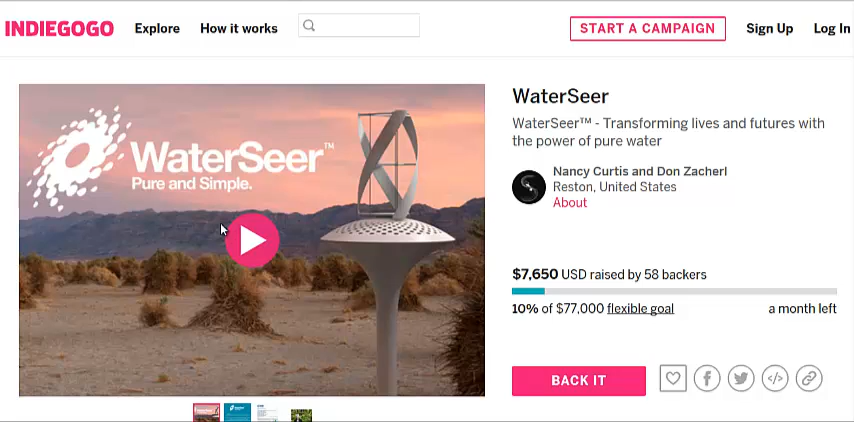 INDIEGOGO Explore How it works START A CAMPAIGN Sign Up Log In
WaterSeer™
Pure and Simple.
WaterSeer
WaterSeer™ - Transforming lives and futures with
the power of pure water
Nancy Curtis and Don Zacherl
Reston, United States
About
$7,650 USD raised by 58 backers
10% of $77,000 flexible goal a month left
BACK IT